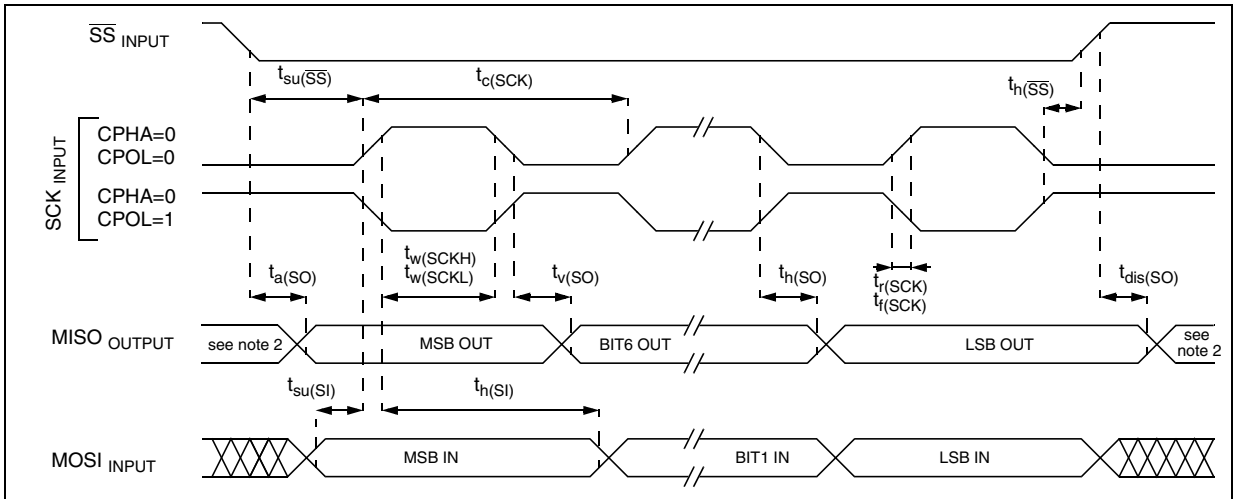 SS INPUT
tsu(SS)
tc(SCK)
th(SS)
SCK INPUT
CPHA=0
CPOL=0
CPHA=0
CPOL=1
ta(SO)
tw(SCKH)
tw(SCKL)
tv(SO)
th(SO)
tr(SCK)
tf(SCK)
tdis(SO)
MISO OUTPUT
see note 2
MSB OUT
BIT6 OUT
LSB OUT
see
note 2
tsu(SI)
th(SI)
MOSI INPUT
MSB IN
BIT1 IN
LSB IN